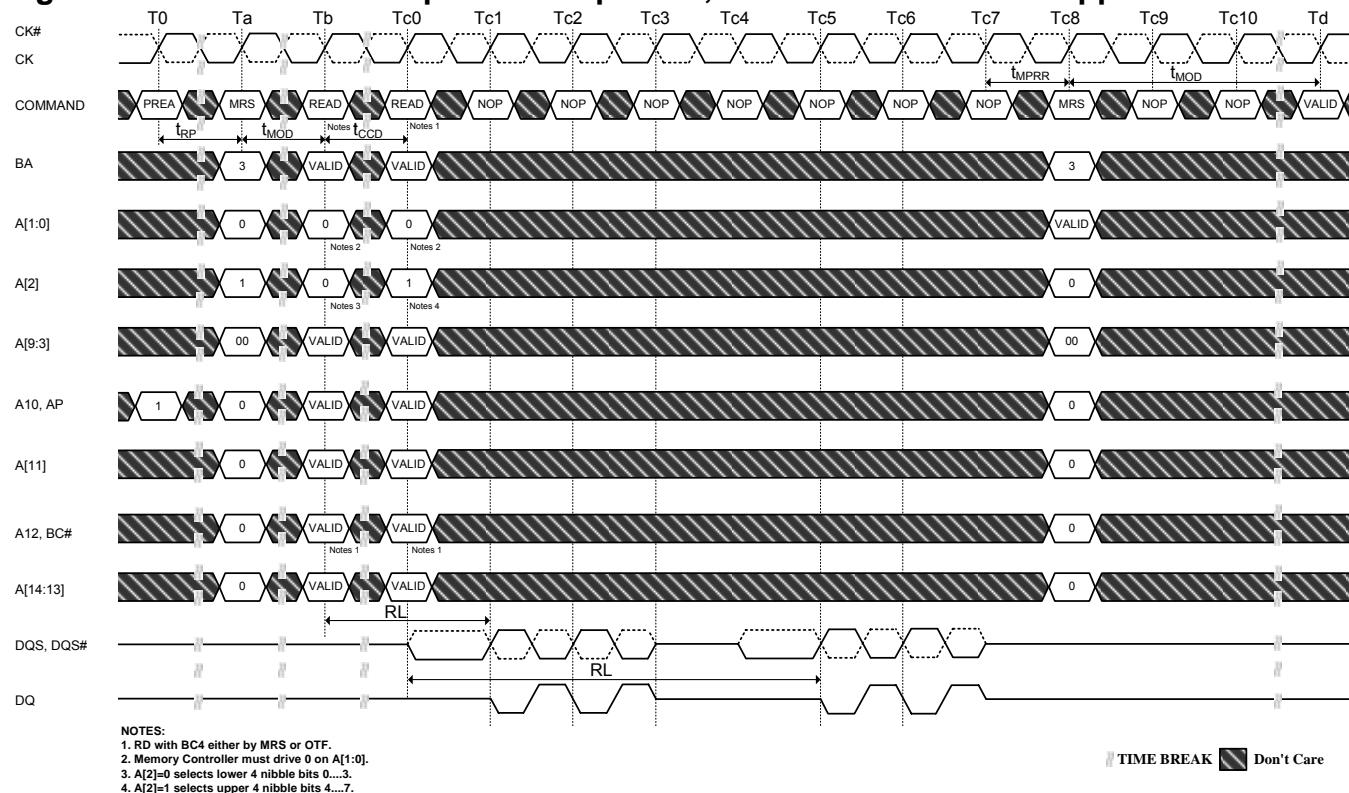 T0 Ta Tb Tc0 Tc1 Tc2 Tc3 Tc4 Tc5 Tc6 Tc7 Tc8 Tc9 Tc10 Td
CK#
CK
tMPRR tMOD
COMMAND PREA MRS READ READ NOP NOP NOP NOP NOP NOP NOP MRS NOP NOP VALID
Notes 1 Notes 1
tRP tMOD tCCD
BA 3 VALID VALID 3
A[1:0] 0 0 0 VALID
Notes 2 Notes 2
A[2] 1 0 1 0
Notes 3 Notes 4
A[9:3] 00 VALID VALID 00
A10, AP 1 0 VALID VALID 0
A[11] 0 VALID VALID 0
A12, BC# 0 VALID VALID 0
Notes 1 Notes 1
A[14:13] 0 VALID VALID 0
RL
DQS, DQS#
RL
DQ
NOTES:
1. RD with BC4 either by MRS or OTF.
2. Memory Controller must drive 0 on A[1:0].
3. A[2]=0 selects lower 4 nibble bits 0....3.
4. A[2]=1 selects upper 4 nibble bits 4....7.
TIME BREAK Don't Care